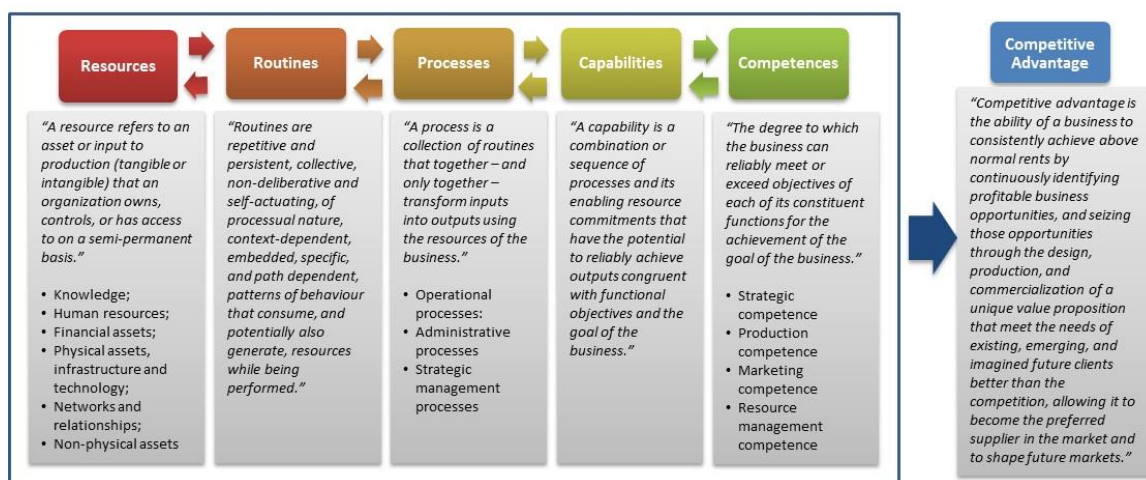 Resources
Routines
Processes
Capabilities
Competences
Competitive
Advantage
“A resource refers to an
asset or input to
production (tangible or
intangible) that an
organization owns,
controls, or has access
to on a semi-permanent
basis.”
• Knowledge;
• Human resources;
• Financial assets;
• Physical assets,
infrastructure and
technology;
• Networks and
relationships;
• Non-physical assets
“Routines are
repetitive and
persistent, collective,
non-deliberative and
self-actuating, of
processual nature,
context-dependent,
embedded, specific,
and path dependent,
patterns of behaviour
that consume, and
potentially also
generate, resources
while being
performed.”
“A process is a
collection of routines
that together – and
only together –
transform inputs
into outputs using
the resources of the
business.”
• Operational
processes:
• Administrative
processes
• Strategic
management
processes
“A capability is a
combination or
sequence of
processes and its
enabling resource
commitments that
have the potential
to reliably achieve
outputs congruent
with functional
objectives and the
goal of the
business.”
“The degree to which
the business can
reliably meet or
exceed objectives of
each of its constituent
functions for the
achievement of the
goal of the business.”
• Strategic
competence
• Production
competence
• Marketing
competence
• Resource
management
competence
“Competitive advantage is
the ability of a business to
consistently achieve above
normal rents by
continuously identifying
profitable business
opportunities, and seizing
those opportunities
through the design,
production, and
commercialization of a
unique value proposition
that meet the needs of
existing, emerging, and
imagined future clients
better than the
competition, allowing it to
become the preferred
supplier in the market and
to shape future markets.”